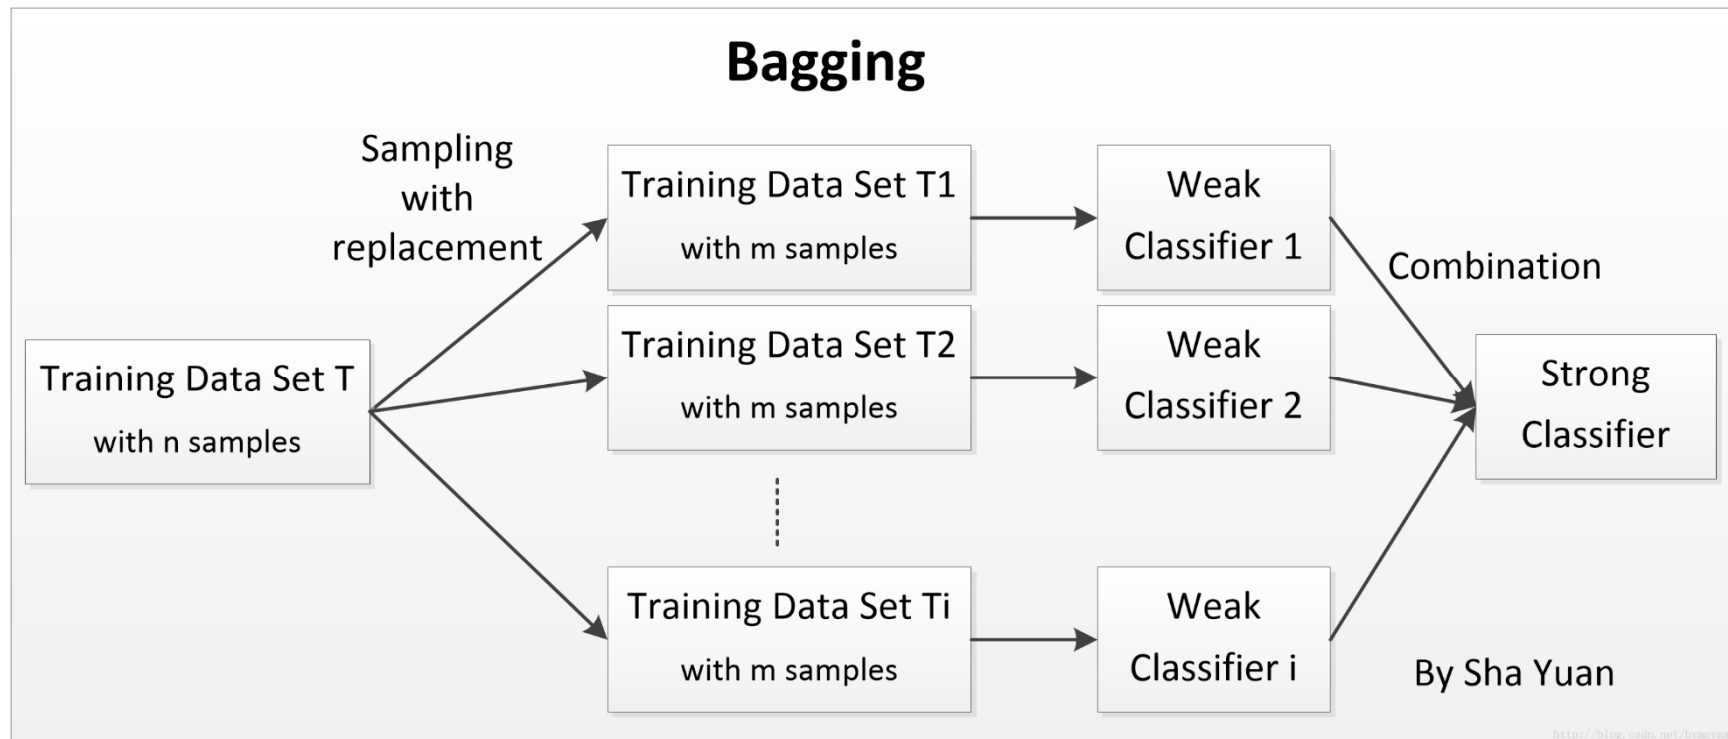 Bagging
Sampling
with
replacement
Training Data Set T
with n samples
Training Data Set T1
with m samples
Training Data Set T2
with m samples
Training Data Set Ti
with m samples
Weak
Classifier 1
Weak
Classifier 2
Weak
Classifier i
Combination
Strong
Classifier
By Sha Yuan